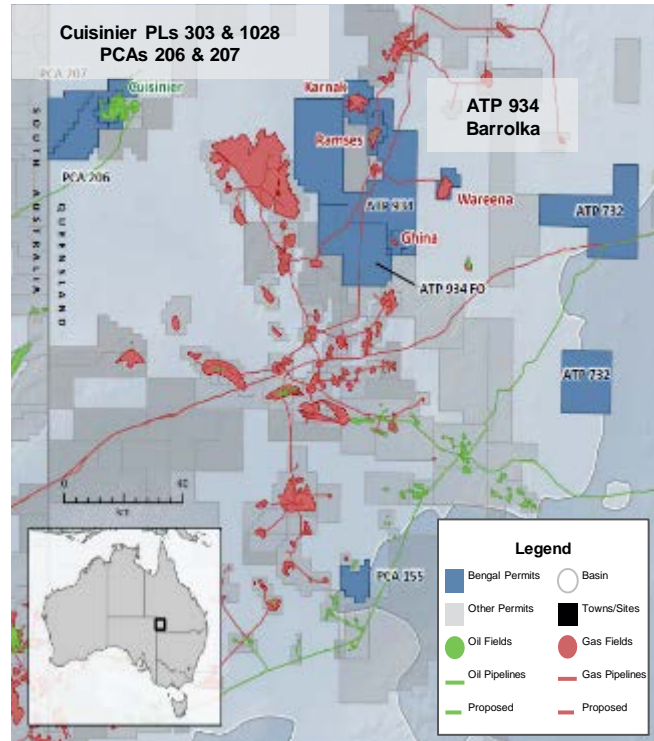 Cuisinier PLs 303 & 1028
PCAs 206 & 207
PCA 207
Cuisinier
PCA 206
SOUTH AUSTRALIA
QUEENSLAND
Karnak
Ramses
ATP 934
Barrolka
ATP 934
Wareena
ATP 732
Ghina
ATP 934 FO
ATP 732
0 40
km
PCA 155
Legend
Bengal Permits
Basin
Other Permits
Towns/Sites
Oil Fields
Gas Fields
Oil Pipelines
Gas Pipelines
Proposed
Proposed